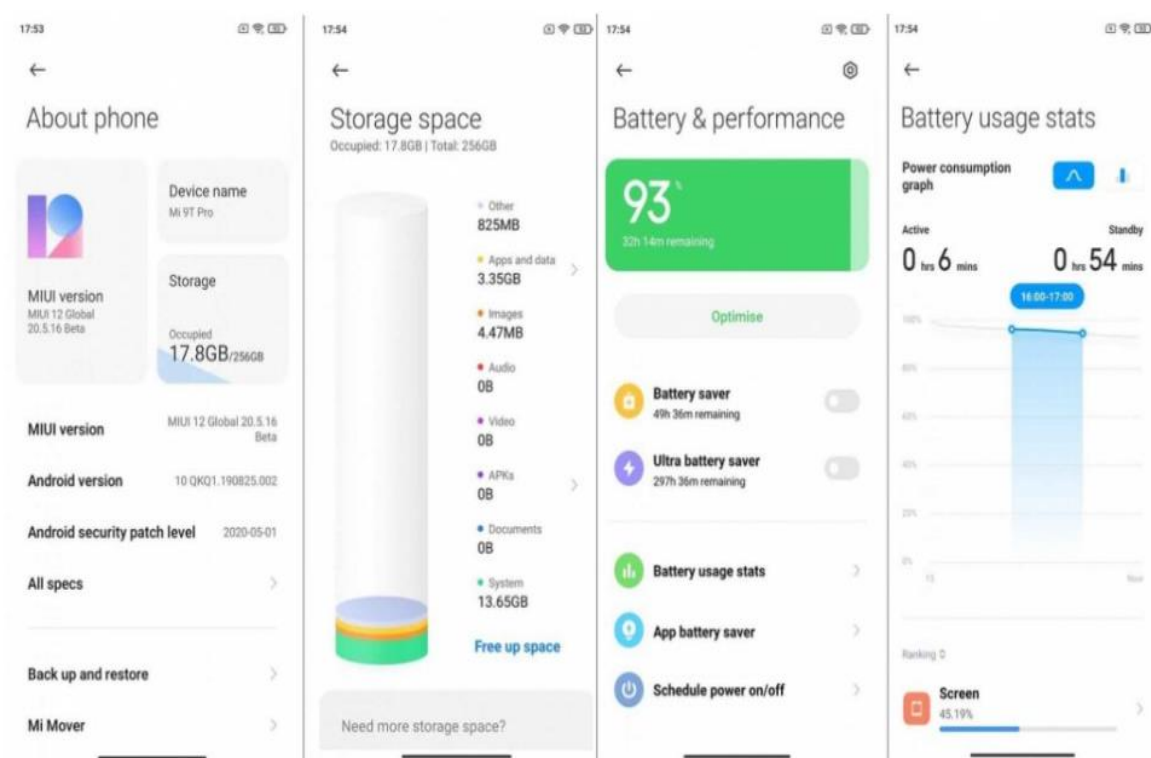 17:53
About phone
Device name
Mi 9T Pro
MIUI version
MIUI 12 Global
20.5.16 Beta
Storage
Occupied
17.8GB/256GB
MIUI version
MIUI 12 Global 20.5.16
Beta
Android version
10 QKQ1.190825.002
Android security patch level
2020-05-01
All specs
Back up and restore
Mi Mover
17:54
Storage space
Occupied: 17.8GB | Total: 256GB
Other
825MB
Apps and data
3.35GB
Images
4.47MB
Audio
0B
Video
0B
APKs
0B
Documents
0B
System
13.65GB
Free up space
Need more storage space?
17:54
Battery & performance
93%
32h 14m remaining
Optimise
Battery saver
49h 36m remaining
Ultra battery saver
297h 36m remaining
Battery usage stats
App battery saver
Schedule power on/off
17:54
Battery usage stats
Power consumption
graph
Active
Standby
0 hrs 6 mins
0 hrs 54 mins
16:00-17:00
100%
80%
60%
40%
20%
0%
Now
Ranking
Screen
45.19%